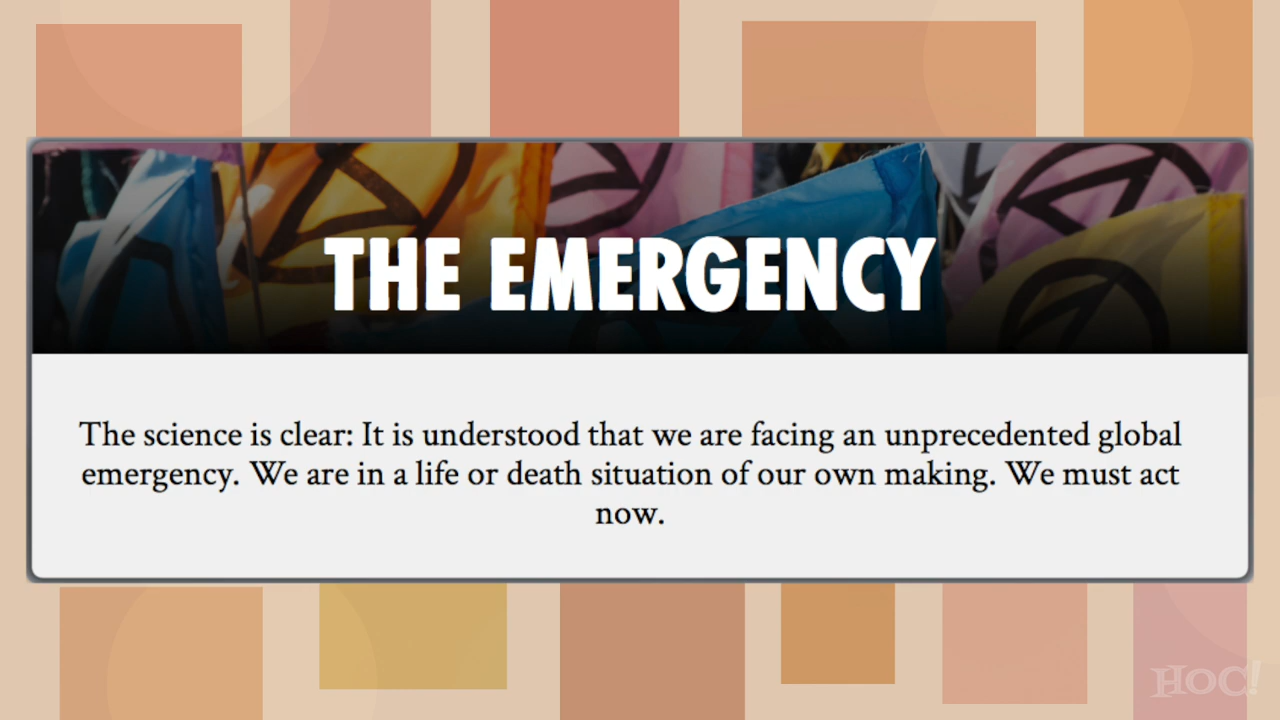 THE EMERGENCY
The science is clear: It is understood that we are facing an unprecedented global
emergency. We are in a life or death situation of our own making. We must act
now.
HOC!